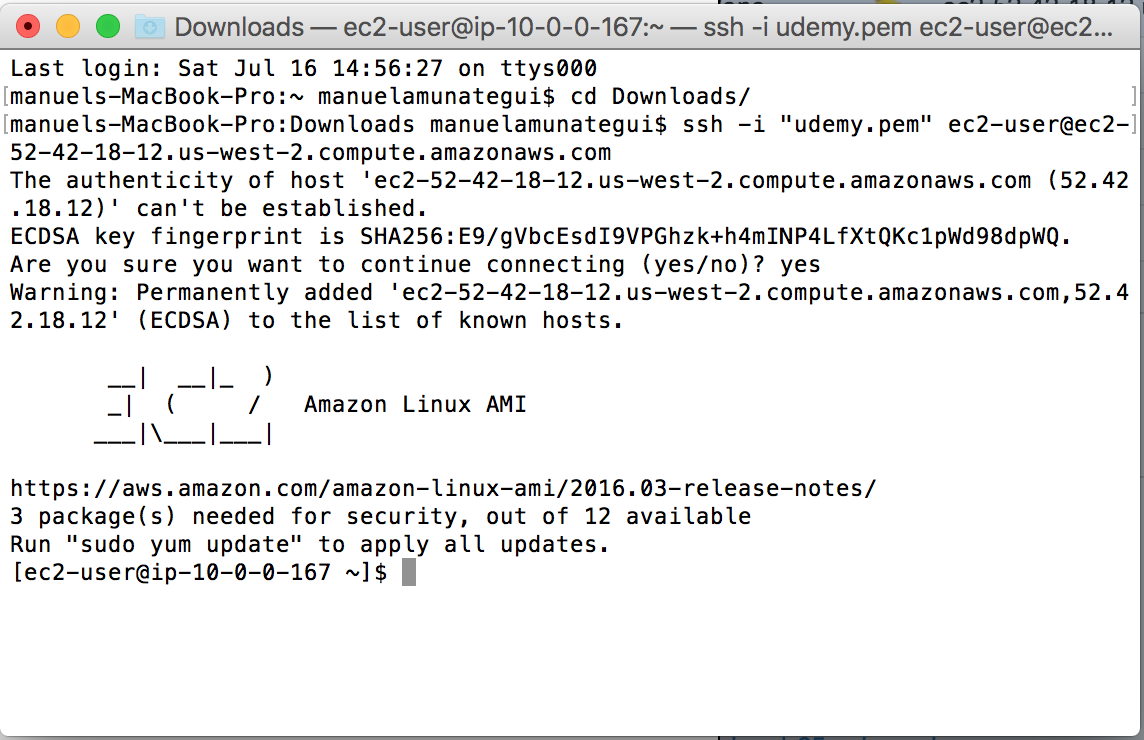 Downloads — ec2-user@ip-10-0-0-167:~ — ssh -i udemy.pem ec2-user@ec2...
Last login: Sat Jul 16 14:56:27 on ttys000
[manuels-MacBook-Pro:~ manuelamunategui$ cd Downloads/ ]
[manuels-MacBook-Pro:Downloads manuelamunategui$ ssh -i "udemy.pem" ec2-user@ec2-]
52-42-18-12.us-west-2.compute.amazonaws.com
The authenticity of host 'ec2-52-42-18-12.us-west-2.compute.amazonaws.com (52.42
.18.12)' can't be established.
ECDSA key fingerprint is SHA256:E9/gVbcEsdI9VPGhzk+h4mINP4LfXtQKc1pWd98dpWQ.
Are you sure you want to continue connecting (yes/no)? yes
Warning: Permanently added 'ec2-52-42-18-12.us-west-2.compute.amazonaws.com,52.4
2.18.12' (ECDSA) to the list of known hosts.
       __|  __|_  )
       _|  (     /   Amazon Linux AMI
      ___|\___|___|
https://aws.amazon.com/amazon-linux-ami/2016.03-release-notes/
3 package(s) needed for security, out of 12 available
Run "sudo yum update" to apply all updates.
[ec2-user@ip-10-0-0-167 ~]$